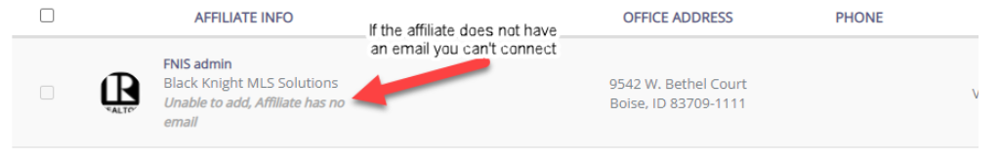 AFFILIATE INFO
OFFICE ADDRESS
PHONE
If the affiliate does not have
an email you can't connect
FNIS admin
Black Knight MLS Solutions
Unable to add, Affiliate has no
email
R
EALTO
9542 W. Bethel Court
Boise, ID 83709-1111
V